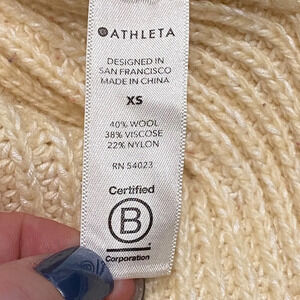 ATHLETA
DESIGNED IN
SAN FRANCISCO
MADE IN CHINA
XS
40% WOOL
38% VISCOSE
22% NYLON
RN 54023
Certified
B
Corporation